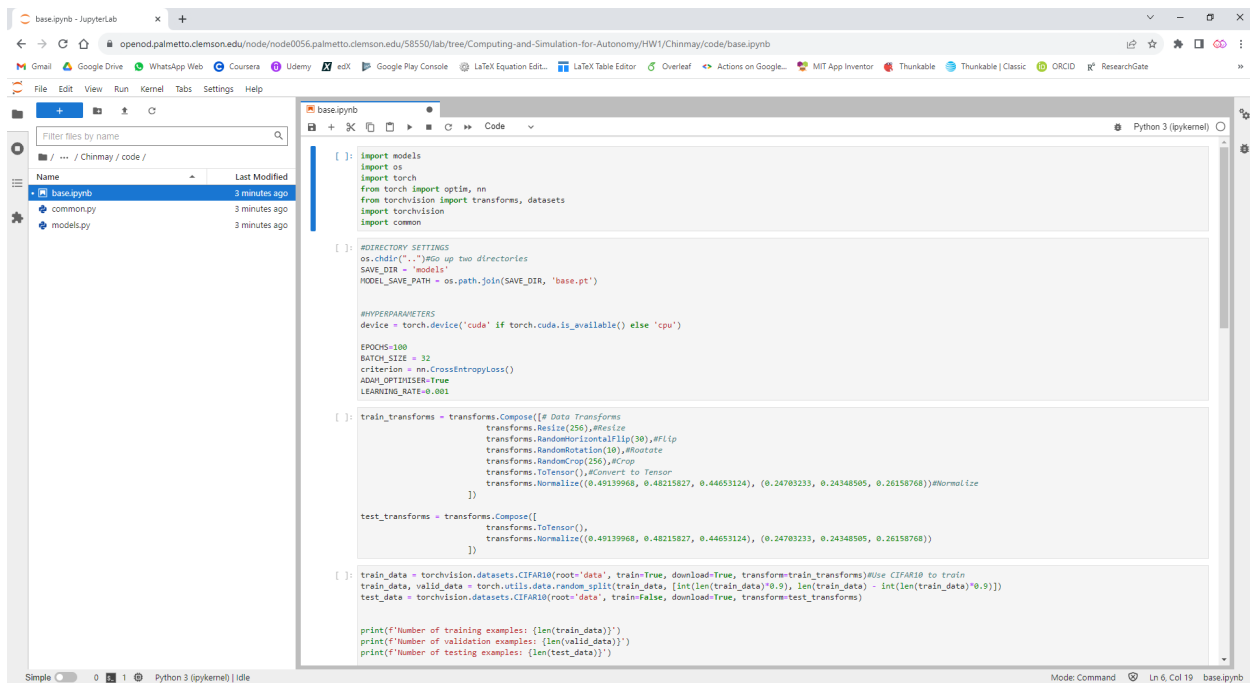 base.ipynb - JupyterLab
openod.palmetto.clemson.edu/node/node0056.palmetto.clemson.edu/58550/lab/tree/Computing-and-Simulation-for-Autonomy/HW1/Chinmay/code/base.ipynb
Gmail Google Drive WhatsApp Web Coursera Udemy edX Google Play Console LaTeX Equation Edit... LaTeX Table Editor Overleaf Actions on Google... MIT App Inventor Thunkable Thunkable | Classic ORCID ResearchGate »
File Edit View Run Kernel Tabs Settings Help
Filter files by name
/ ··· / Chinmay / code /
Name Last Modified
base.ipynb 3 minutes ago
common.py 3 minutes ago
models.py 3 minutes ago
base.ipynb
Code Python 3 (ipykernel)
[ ]: import models
import os
import torch
from torch import optim, nn
from torchvision import transforms, datasets
import torchvision
import common
[ ]: #DIRECTORY SETTINGS
os.chdir("..")#Go up two directories
SAVE_DIR = 'models'
MODEL_SAVE_PATH = os.path.join(SAVE_DIR, 'base.pt')
#HYPERPARAMETERS
device = torch.device('cuda' if torch.cuda.is_available() else 'cpu')
EPOCHS=100
BATCH_SIZE = 32
criterion = nn.CrossEntropyLoss()
ADAM_OPTIMISER=True
LEARNING_RATE=0.001
[ ]: train_transforms = transforms.Compose([# Data Transforms
transforms.Resize(256),#Resize
transforms.RandomHorizontalFlip(30),#Flip
transforms.RandomRotation(10),#Roatate
transforms.RandomCrop(256),#Crop
transforms.ToTensor(),#Convert to Tensor
transforms.Normalize((0.49139968, 0.48215827, 0.44653124), (0.24703233, 0.24348505, 0.26158768))#Normalize
])
test_transforms = transforms.Compose([
transforms.ToTensor(),
transforms.Normalize((0.49139968, 0.48215827, 0.44653124), (0.24703233, 0.24348505, 0.26158768))
])
[ ]: train_data = torchvision.datasets.CIFAR10(root='data', train=True, download=True, transform=train_transforms)#Use CIFAR10 to train
train_data, valid_data = torch.utils.data.random_split(train_data, [int(len(train_data)*0.9), len(train_data) - int(len(train_data)*0.9)])
test_data = torchvision.datasets.CIFAR10(root='data', train=False, download=True, transform=test_transforms)
print(f'Number of training examples: {len(train_data)}')
print(f'Number of validation examples: {len(valid_data)}')
print(f'Number of testing examples: {len(test_data)}')
Simple 0 1 Python 3 (ipykernel) | Idle Mode: Command Ln 6, Col 19 base.ipynb